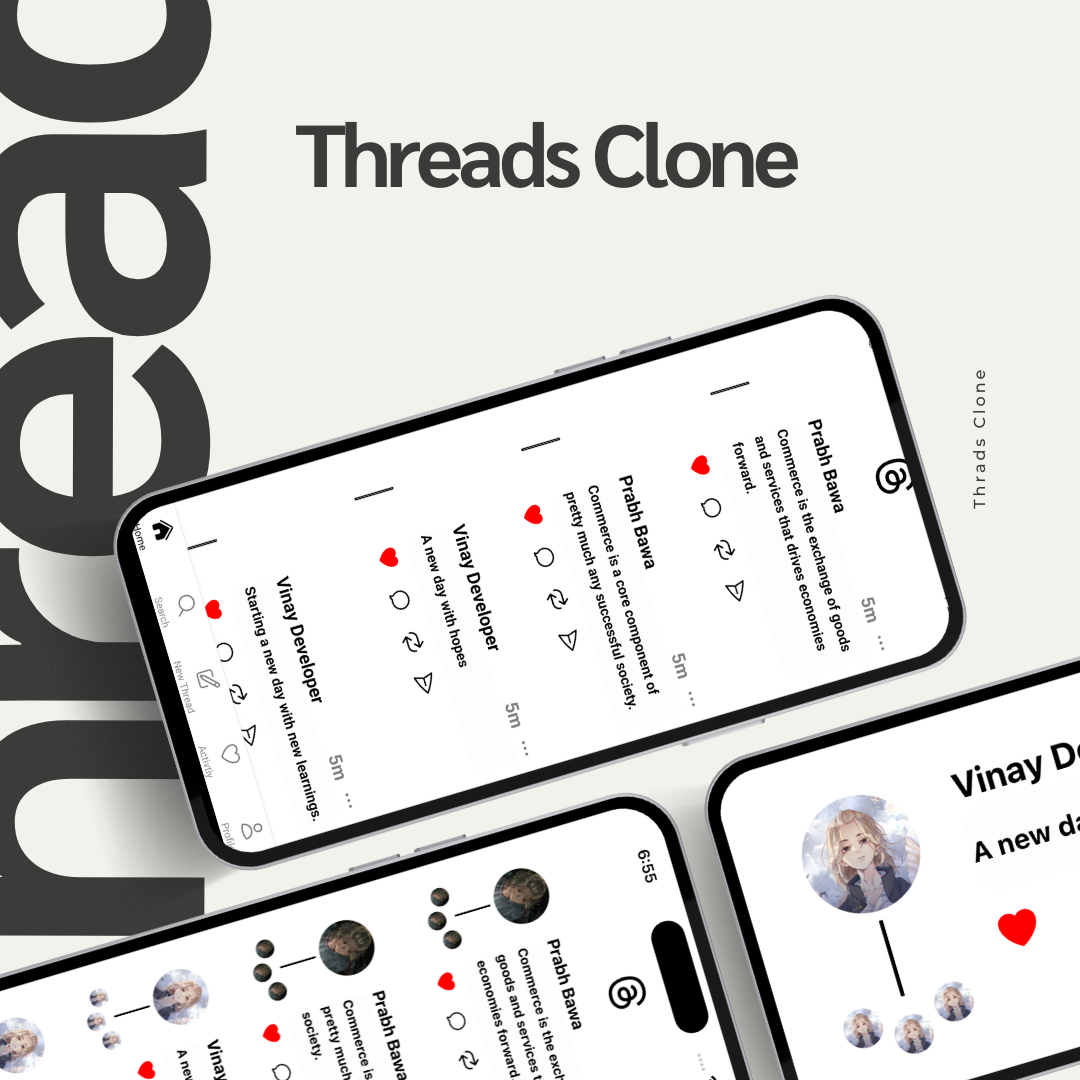 hread
Threads Clone
Thrads Clone
Prabh Bawa
5m
Commerce is the exchange of goods
and services that drives economies
forward.
Prabh Bawa
5m
Commerce is a core component of
pretty much any successful society.
Vinay Developer
5m
A new day with hopes
Vinay Developer
5m
Starting a new day with new learnings.
Home
Search
New Thread
Activtiy
Profil
6:55
Prabh Bawa
Commerce is the exch
goods and services t
economies forward.
Prabh Bawa
Commerce is
pretty much
society.
Vinay
A new
Vinay De
A new da